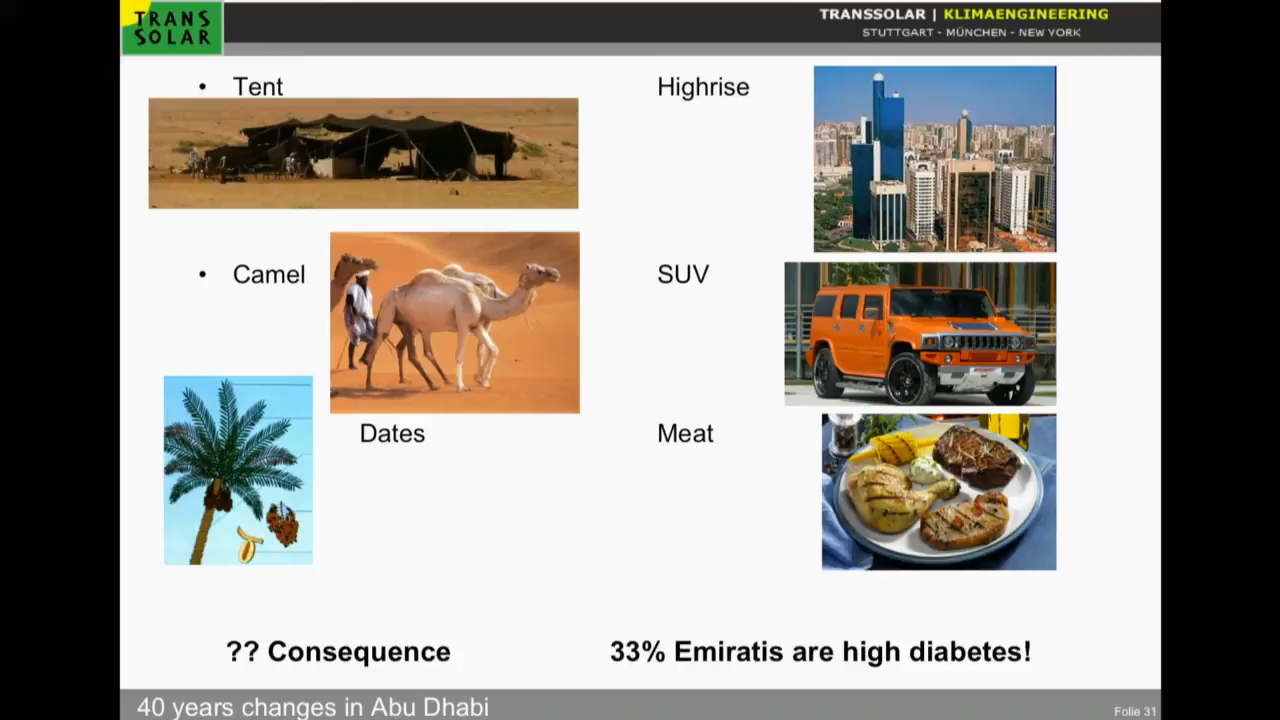 TRANS
SOLAR
TRANSSOLAR | KLIMAENGINEERING
STUTTGART - MÜNCHEN - NEW YORK
• Tent
Highrise
• Camel
SUV
Dates
Meat
?? Consequence
33% Emiratis are high diabetes!
40 years changes in Abu Dhabi
Folie 31